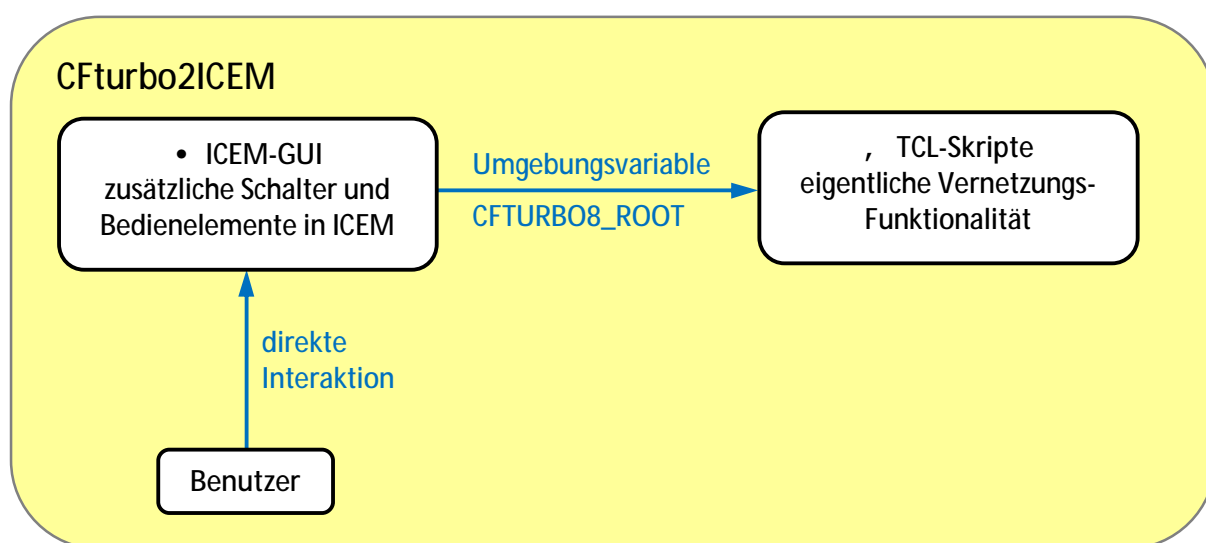 CFturbo2ICEM
• ICEM-GUI
zusätzliche Schalter und
Bedienelemente in ICEM
Umgebungsvariable
CFTURBO8_ROOT
, TCL-Skripte
eigentliche Vernetzungs-
Funktionalität
direkte
Interaktion
Benutzer